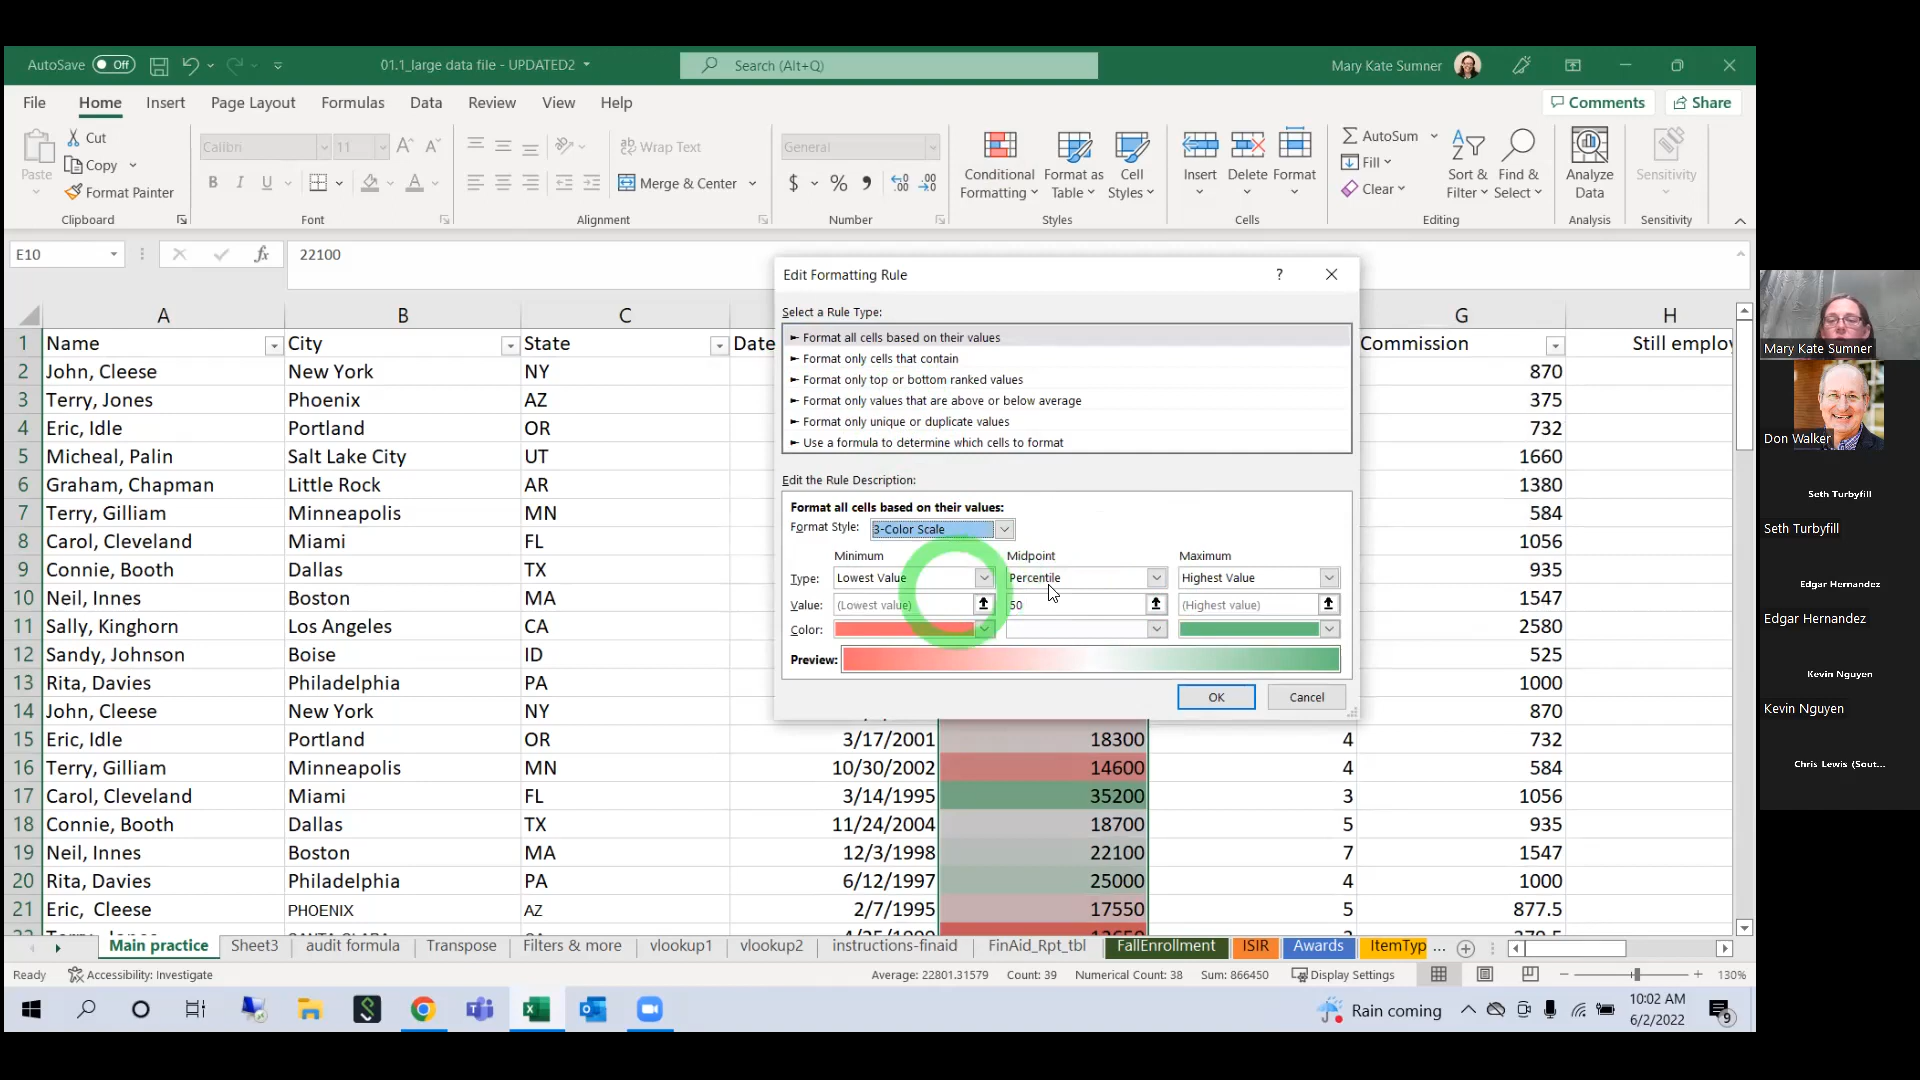 AutoSave Off 01.1_large data file - UPDATED2 Search (Alt+Q) Mary Kate Sumner
File Home Insert Page Layout Formulas Data Review View Help Comments Share
Paste Cut Copy Format Painter Clipboard
Calibri 11 A A B I U A Font
ab Wrap Text Merge & Center Alignment
General $ % Number
Conditional Formatting Format as Table Cell Styles Styles
Insert Delete Format Cells
AutoSum Fill Clear Sort & Filter Find & Select Editing
Analyze Data Analysis
Sensitivity Sensitivity
E10 fx 22100
A B C G H
1 Name City State Date Commission Still employ
2 John, Cleese New York NY 870
3 Terry, Jones Phoenix AZ 375
4 Eric, Idle Portland OR 732
5 Micheal, Palin Salt Lake City UT 1660
6 Graham, Chapman Little Rock AR 1380
7 Terry, Gilliam Minneapolis MN 584
8 Carol, Cleveland Miami FL 1056
9 Connie, Booth Dallas TX 935
10 Neil, Innes Boston MA 1547
11 Sally, Kinghorn Los Angeles CA 2580
12 Sandy, Johnson Boise ID 525
13 Rita, Davies Philadelphia PA 1000
14 John, Cleese New York NY 870
15 Eric, Idle Portland OR 3/17/2001 18300 4 732
16 Terry, Gilliam Minneapolis MN 10/30/2002 14600 4 584
17 Carol, Cleveland Miami FL 3/14/1995 35200 3 1056
18 Connie, Booth Dallas TX 11/24/2004 18700 5 935
19 Neil, Innes Boston MA 12/3/1998 22100 7 1547
20 Rita, Davies Philadelphia PA 6/12/1997 25000 4 1000
21 Eric, Cleese PHOENIX AZ 2/7/1995 17550 5 877.5
Edit Formatting Rule ?
Select a Rule Type:
► Format all cells based on their values
► Format only cells that contain
► Format only top or bottom ranked values
► Format only values that are above or below average
► Format only unique or duplicate values
► Use a formula to determine which cells to format
Edit the Rule Description:
Format all cells based on their values:
Format Style: 3-Color Scale
Minimum Midpoint Maximum
Type: Lowest Value Percentile Highest Value
Value: (Lowest value) 50 (Highest value)
Color:
Preview:
OK Cancel
Main practice Sheet3 audit formula Transpose Filters & more vlookup1 vlookup2 instructions-finaid FinAid_Rpt_tbl FallEnrollment ISIR Awards ItemTyp ...
Ready Accessibility: Investigate Average: 22801.31579 Count: 39 Numerical Count: 38 Sum: 866450 Display Settings 130%
Rain coming 10:02 AM
6/2/2022 9
Mary Kate Sumner
Don Walker
Seth Turbyfill
Seth Turbyfill
Edgar Hernandez
Edgar Hernandez
Kevin Nguyen
Kevin Nguyen
Chris Lewis (Sout...